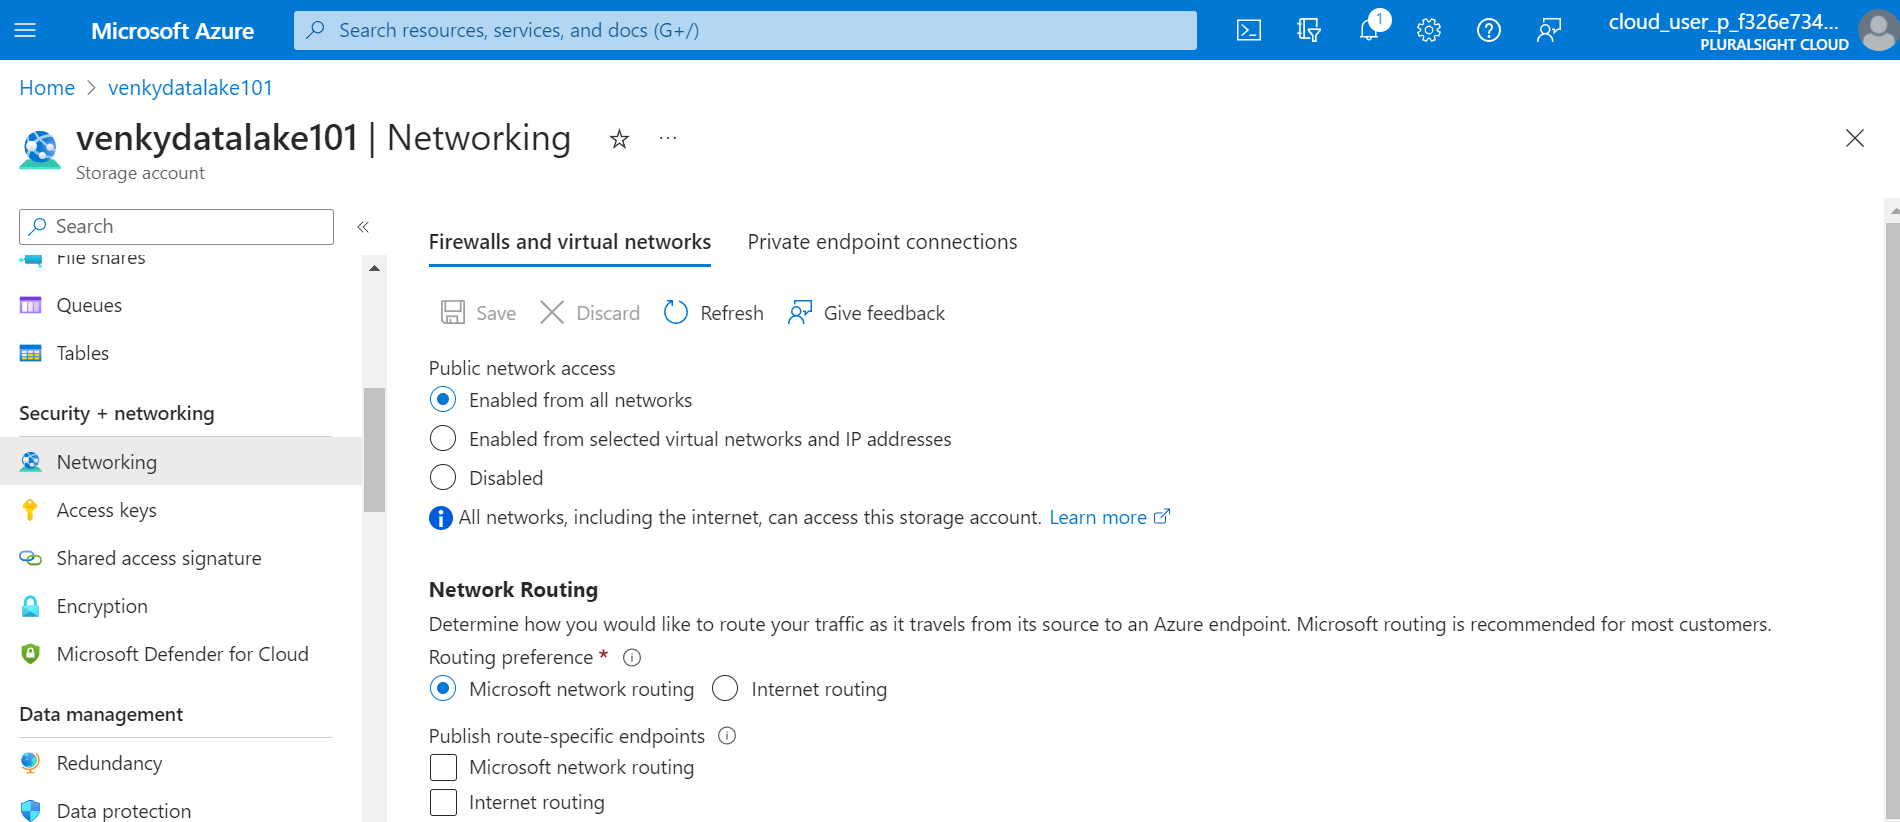 Microsoft Azure
Search resources, services, and docs (G+/)
1
cloud_user_p_f326e734...
PLURALSIGHT CLOUD
Home > venkydatalake101
venkydatalake101 | Networking
Storage account
Search
File shares
Queues
Tables
Security + networking
Networking
Access keys
Shared access signature
Encryption
Microsoft Defender for Cloud
Data management
Redundancy
Data protection
Firewalls and virtual networks
Private endpoint connections
Save
Discard
Refresh
Give feedback
Public network access
Enabled from all networks
Enabled from selected virtual networks and IP addresses
Disabled
All networks, including the internet, can access this storage account. Learn more
Network Routing
Determine how you would like to route your traffic as it travels from its source to an Azure endpoint. Microsoft routing is recommended for most customers.
Routing preference *
Microsoft network routing
Internet routing
Publish route-specific endpoints
Microsoft network routing
Internet routing